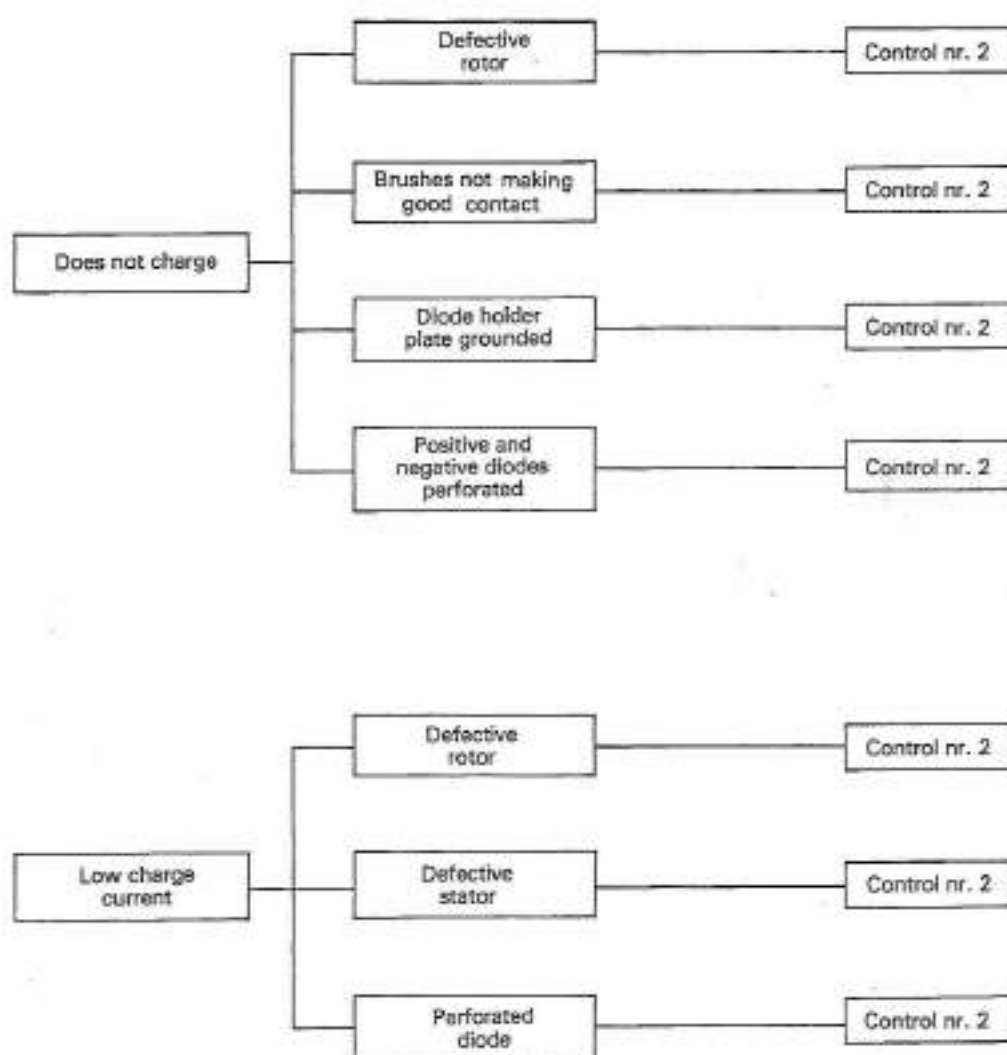 Defective
rotor
Control nr. 2
Brushes not making
good contact
Control nr. 2
Does not charge
Diode holder
plate grounded
Control nr. 2
Positive and
negative diodes
perforated
Control nr. 2
Defective
rotor
Control nr. 2
Low charge
current
Defective
stator
Control nr. 2
Perforated
diode
Control nr. 2